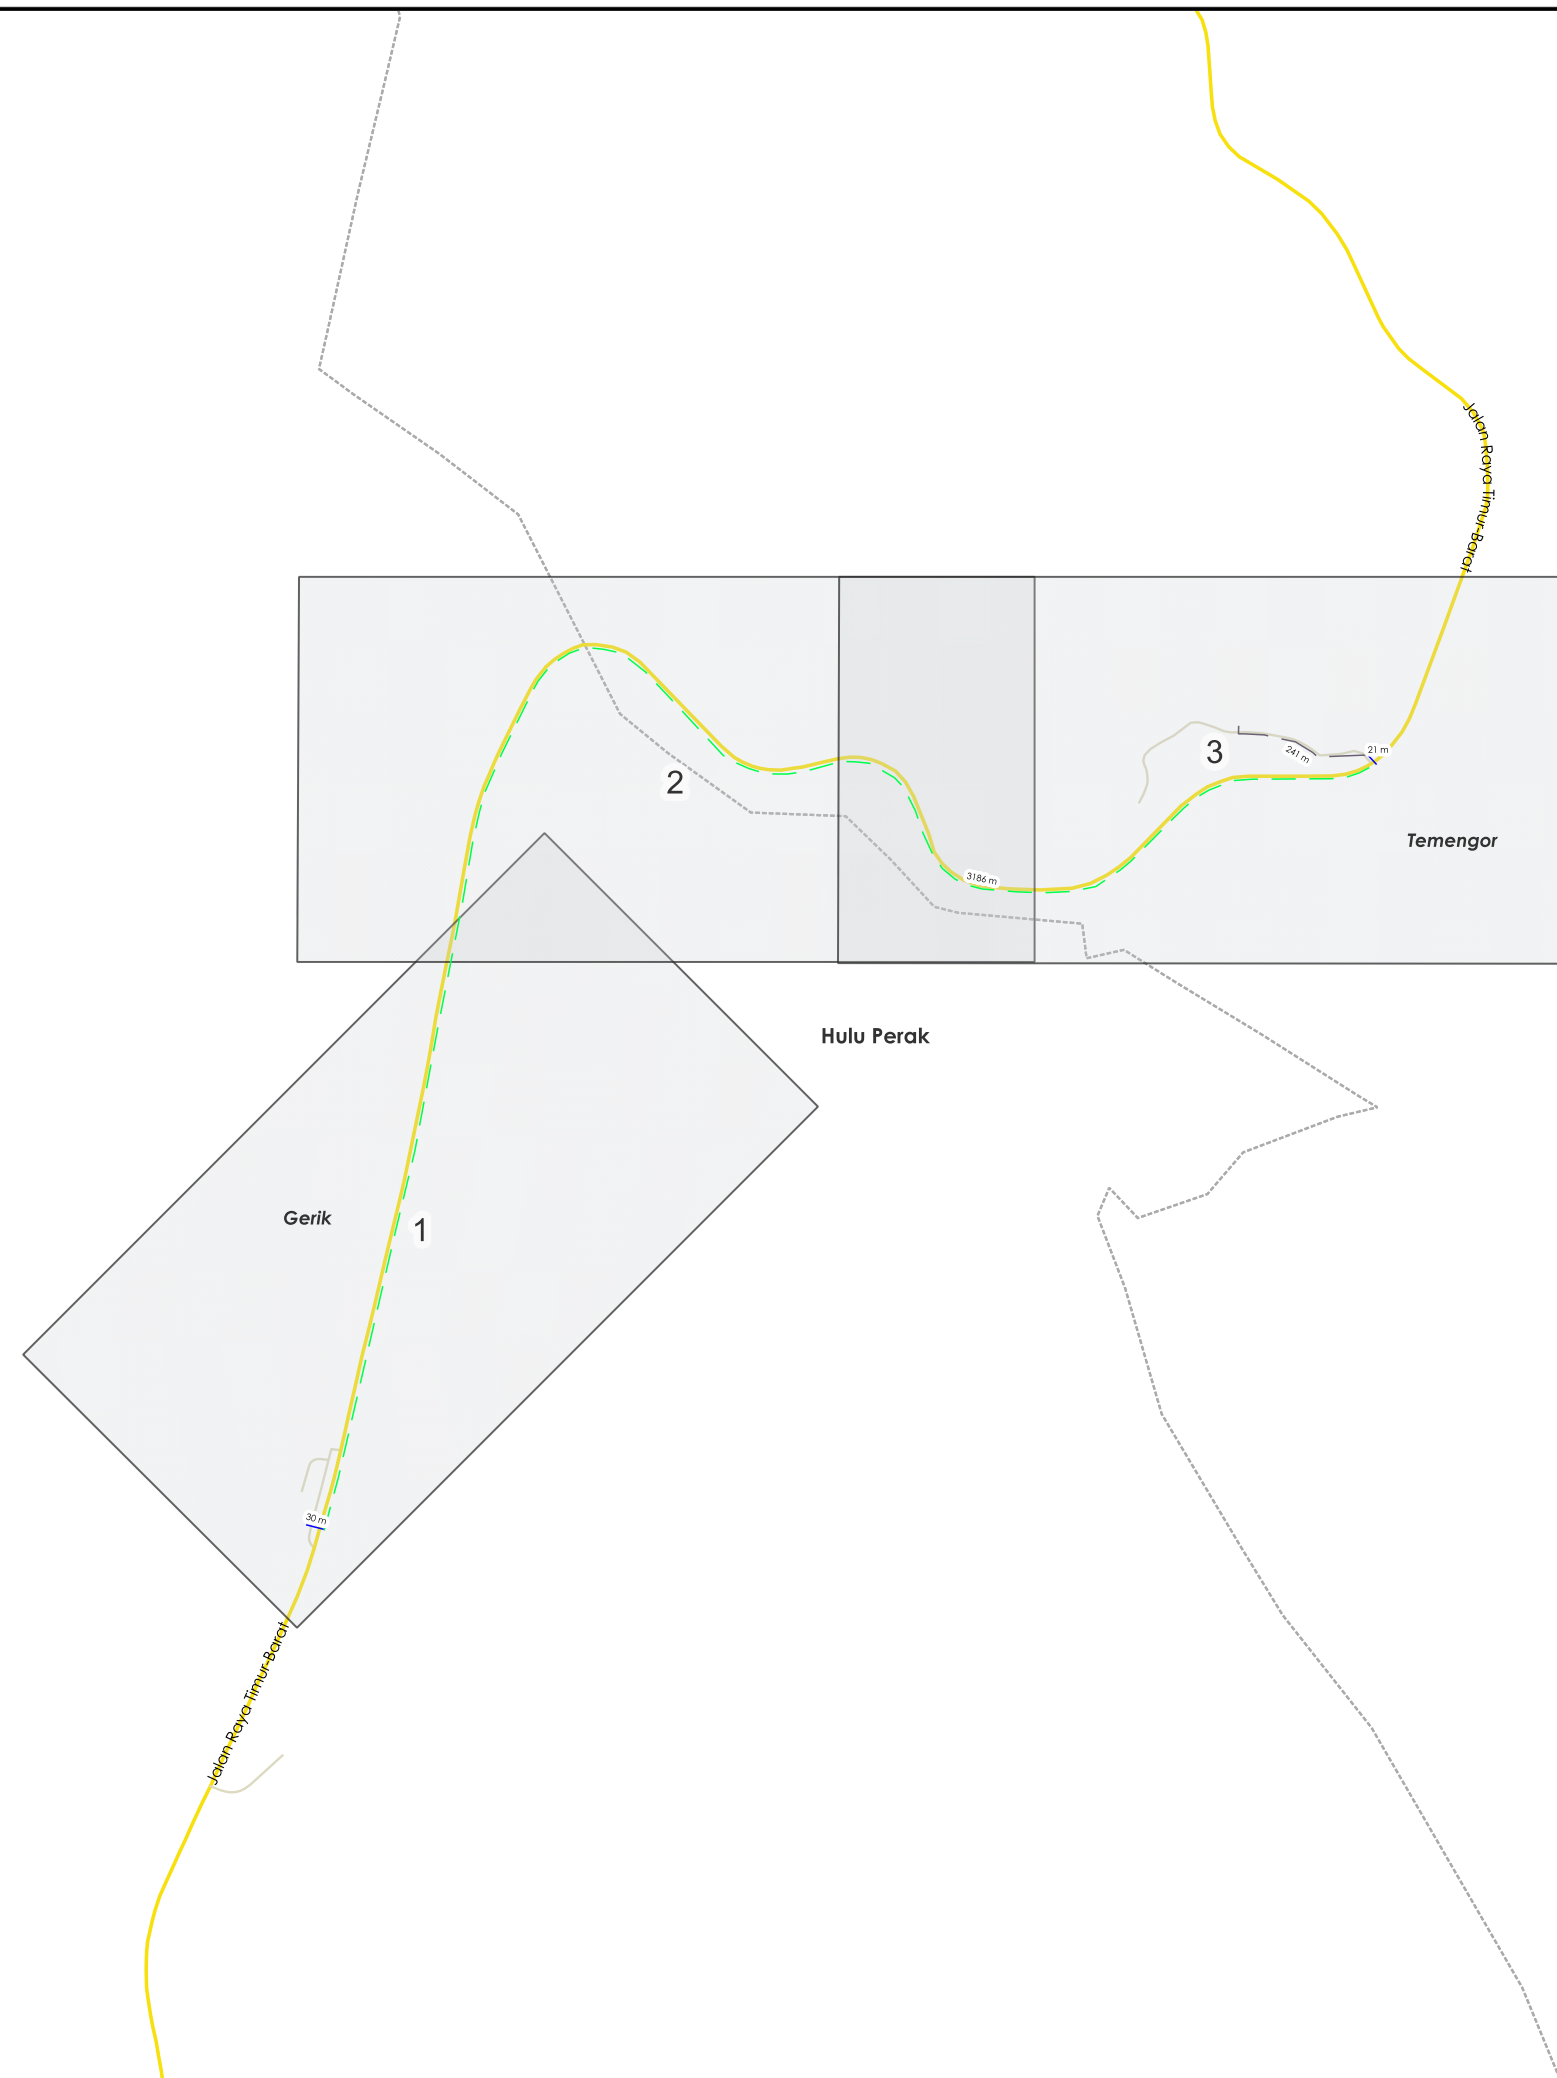 Jalan Raya Timur-Barat
3
241 m
21 m
2
Temengor
3186 m
Hulu Perak
Gerik
1
30 m
Jalan Raya Timur-Barat